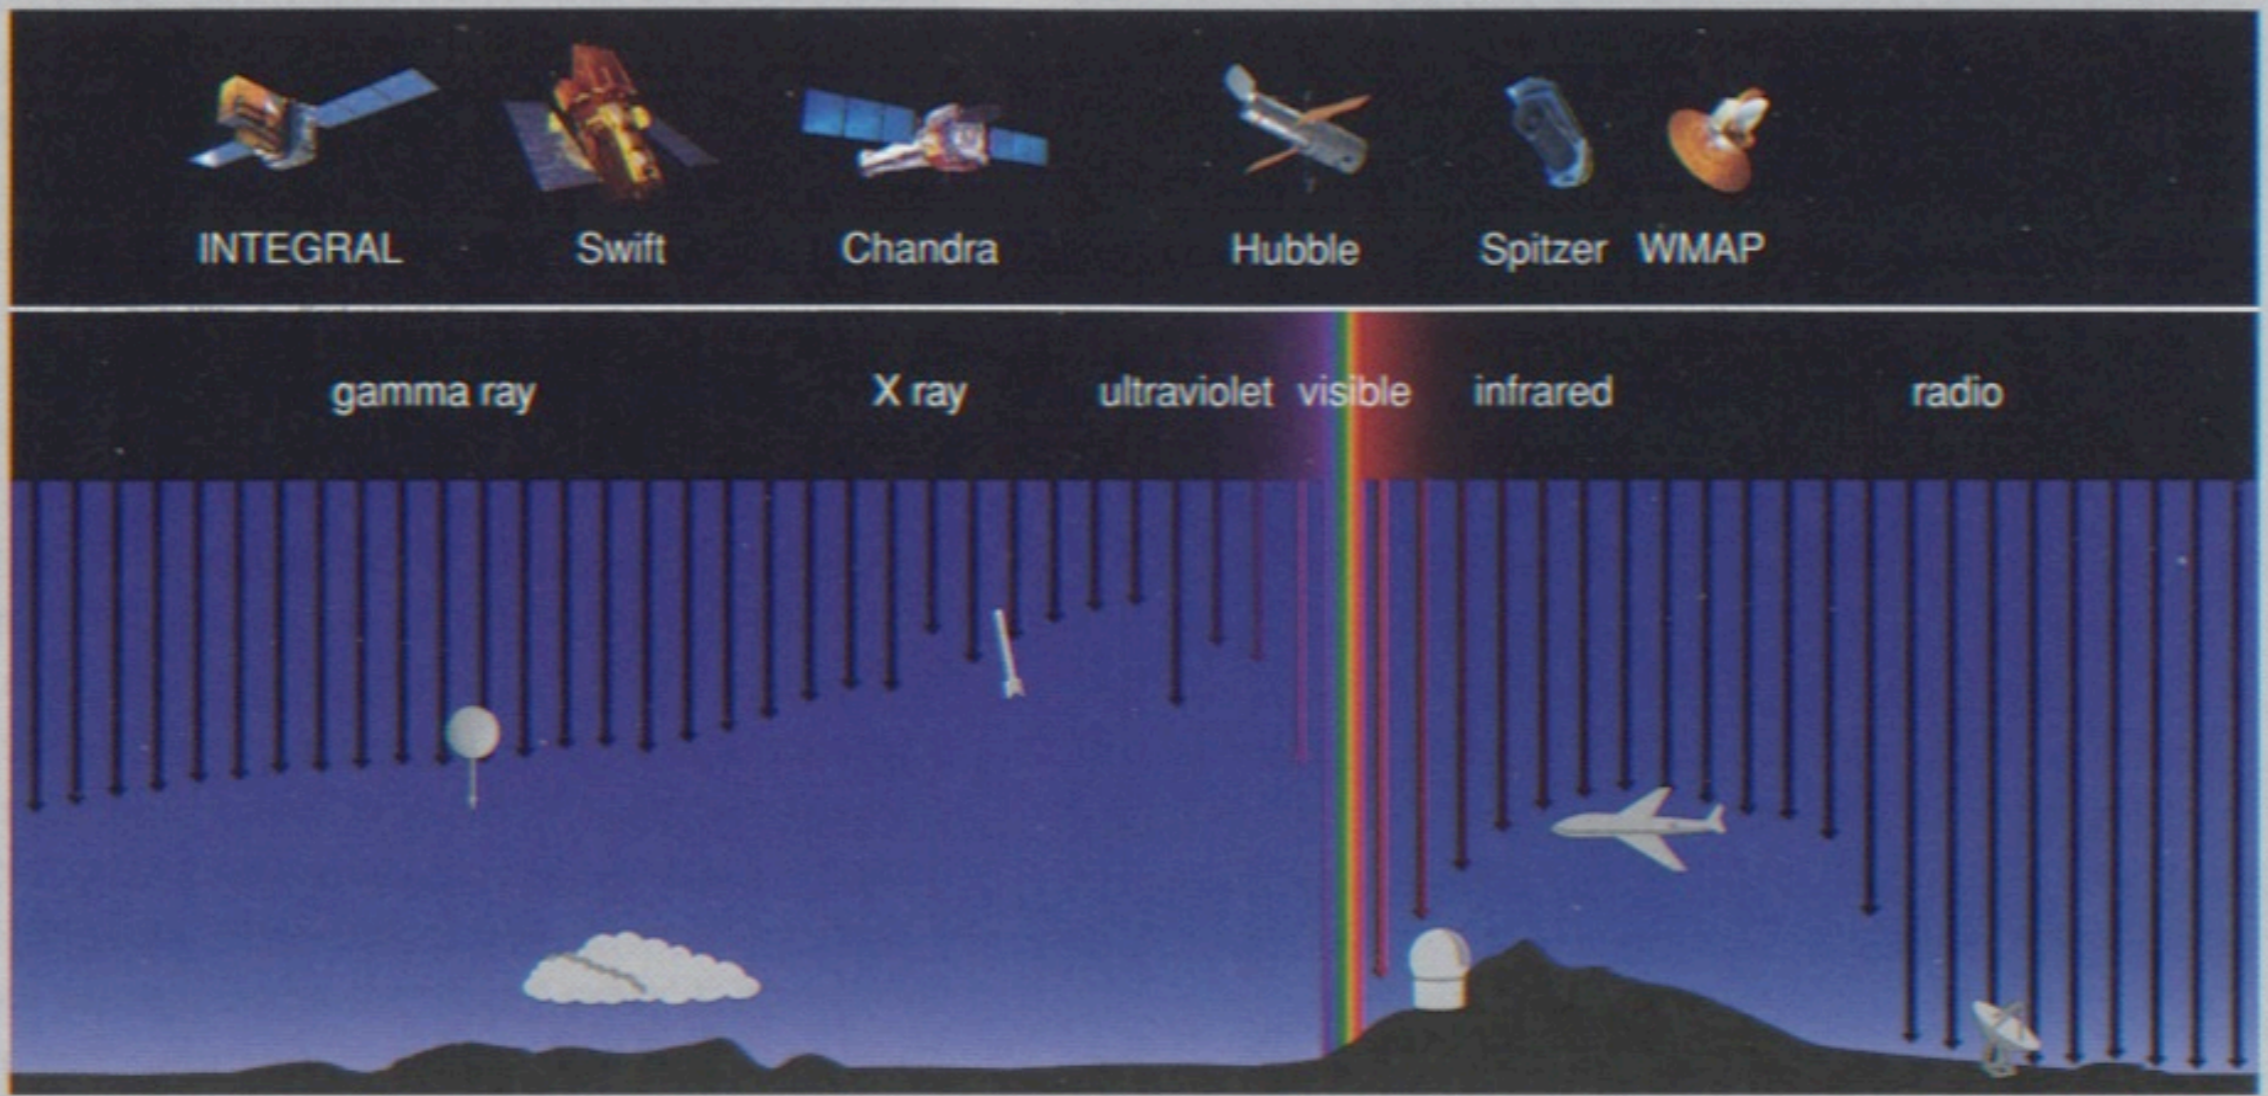 INTEGRAL Swift Chandra Hubble Spitzer WMAP
gamma ray X ray ultraviolet visible infrared radio